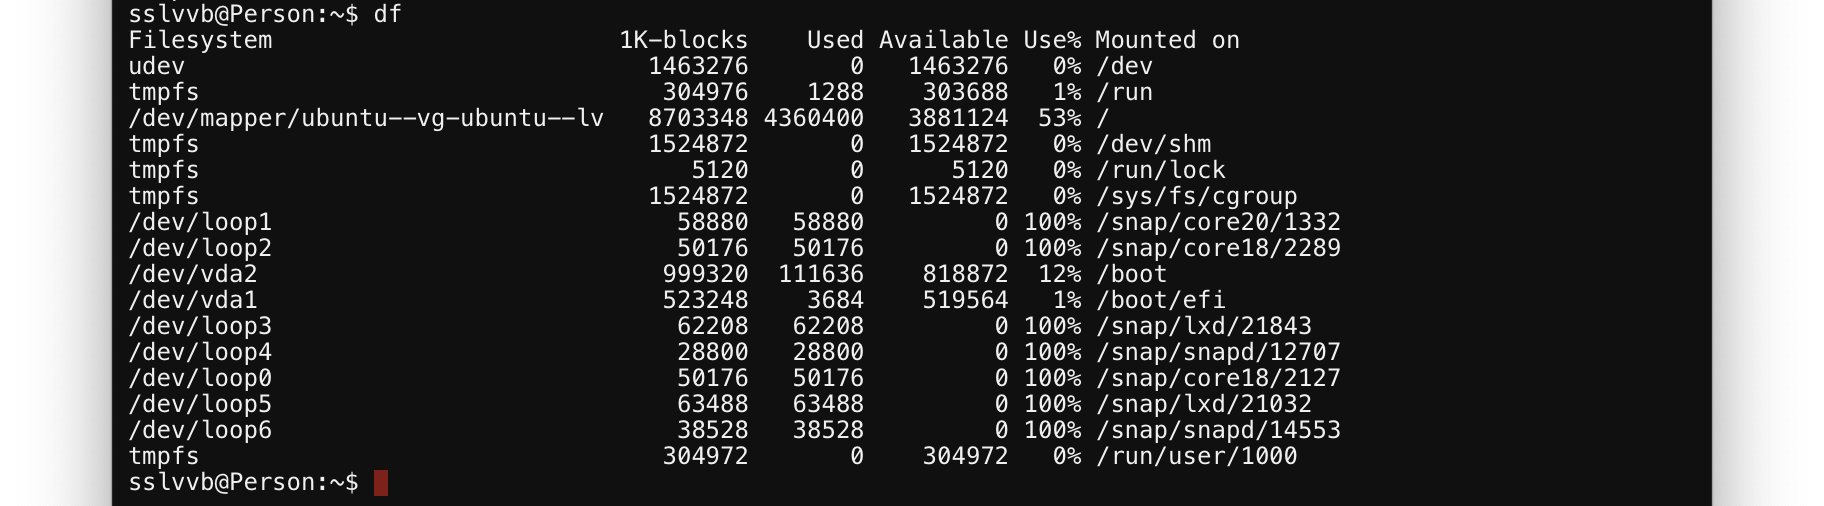 sslvvb@Person:~$ df
Filesystem                        1K-blocks    Used Available Use% Mounted on
udev                                1463276       0   1463276   0% /dev
tmpfs                                304976    1288    303688   1% /run
/dev/mapper/ubuntu--vg-ubuntu--lv   8703348 4360400   3881124  53% /
tmpfs                               1524872       0   1524872   0% /dev/shm
tmpfs                                  5120       0      5120   0% /run/lock
tmpfs                               1524872       0   1524872   0% /sys/fs/cgroup
/dev/loop1                            58880   58880         0 100% /snap/core20/1332
/dev/loop2                            50176   50176         0 100% /snap/core18/2289
/dev/vda2                            999320  111636    818872  12% /boot
/dev/vda1                            523248    3684    519564   1% /boot/efi
/dev/loop3                            62208   62208         0 100% /snap/lxd/21843
/dev/loop4                            28800   28800         0 100% /snap/snapd/12707
/dev/loop0                            50176   50176         0 100% /snap/core18/2127
/dev/loop5                            63488   63488         0 100% /snap/lxd/21032
/dev/loop6                            38528   38528         0 100% /snap/snapd/14553
tmpfs                                304972       0    304972   0% /run/user/1000
sslvvb@Person:~$